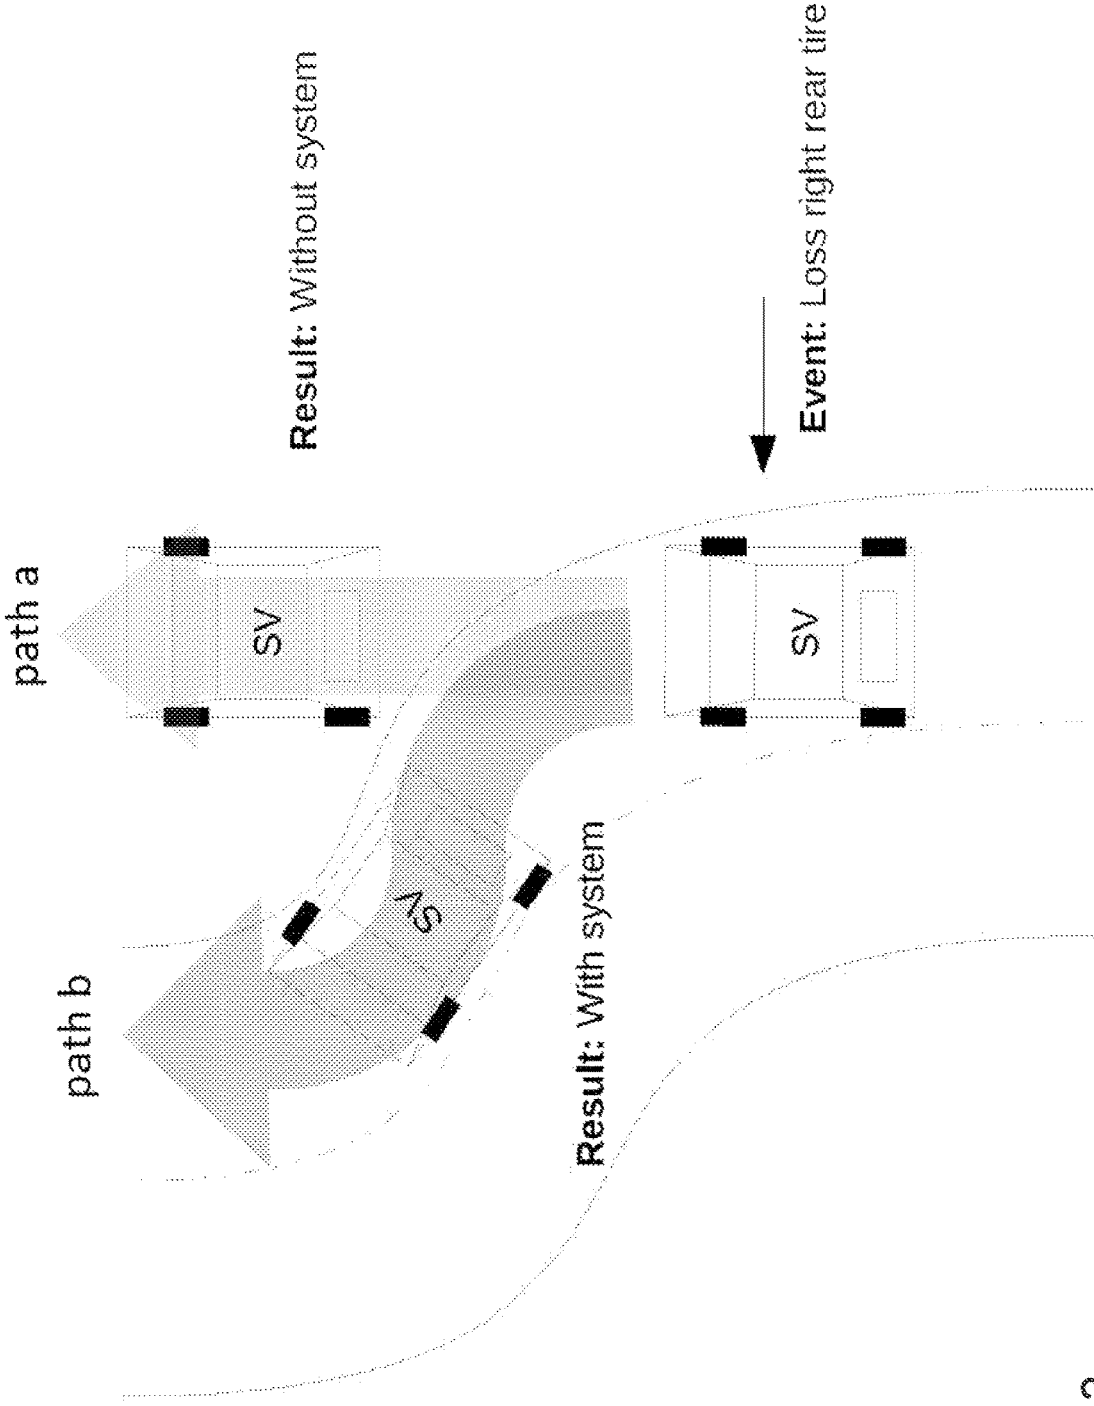 path a
path b
Result: Without system
SV
SV
SV
Result: With system
Event: Loss right rear tire